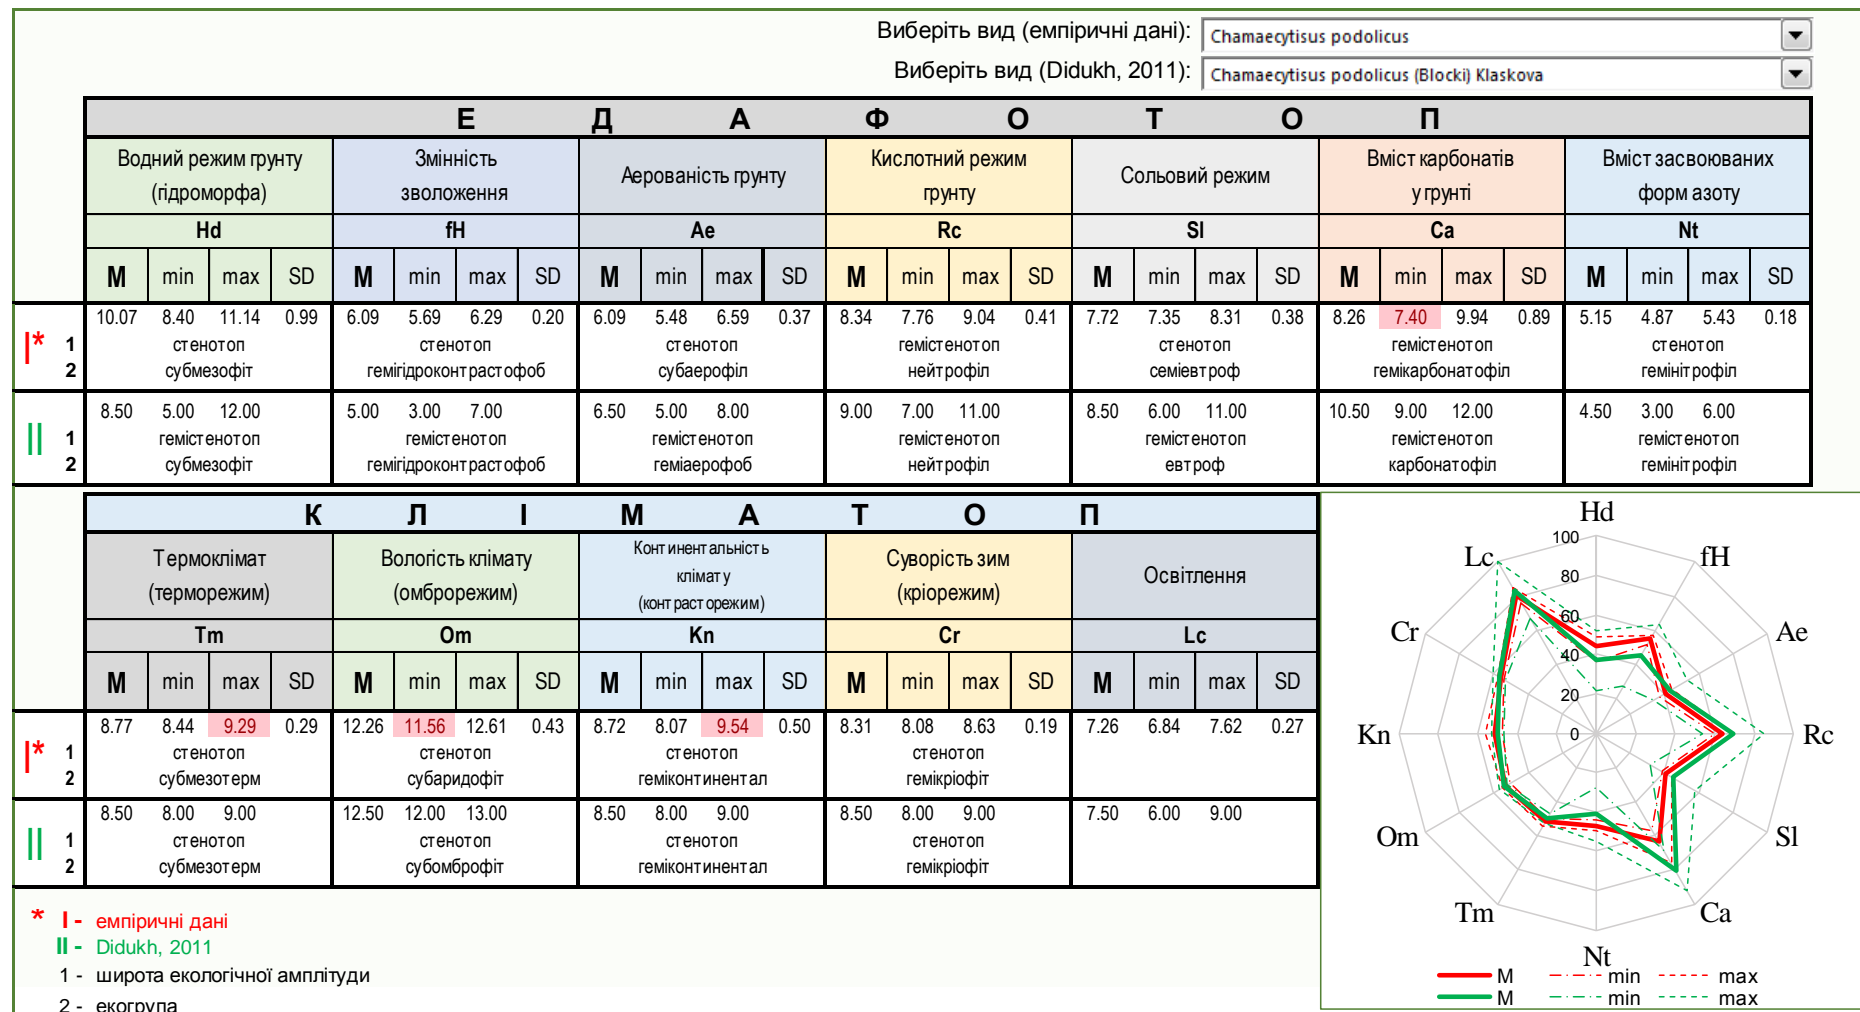 Виберіть вид (емпіричні дані): Chamaecytisus podolicus
Виберіть вид (Didukh, 2011): Chamaecytisus podolicus (Blocki) Klaskova
Е Д А Ф О Т О П
Водний режим грунту (гідроморфа) Змінність зволоження Аерованість грунту Кислотний режим грунту Сольовий режим Вміст карбонатів у грунті Вміст засвоюваних форм азоту
Hd fH Ae Rc Sl Ca Nt
M min max SD M min max SD M min max SD M min max SD M min max SD M min max SD M min max SD
10.07 8.40 11.14 0.99 6.09 5.69 6.29 0.20 6.09 5.48 6.59 0.37 8.34 7.76 9.04 0.41 7.72 7.35 8.31 0.38 8.26 7.40 9.94 0.89 5.15 4.87 5.43 0.18
I* 1 стенотоп стенотоп стенотоп гемістенотоп стенотоп гемістенотоп стенотоп
2 субмезофіт гемігідроконтрастофоб субаерофіл нейтрофіл семіевтроф гемікарбонатофіл гемінітрофіл
8.50 5.00 12.00 5.00 3.00 7.00 6.50 5.00 8.00 9.00 7.00 11.00 8.50 6.00 11.00 10.50 9.00 12.00 4.50 3.00 6.00
II 1 гемістенотоп гемістенотоп гемістенотоп гемістенотоп гемістенотоп гемістенотоп гемістенотоп
2 субмезофіт гемігідроконтрастофоб геміаерофоб нейтрофіл евтроф карбонатофіл гемінітрофіл
К Л І М А Т О П
Термоклімат (терморежим) Вологість клімату (омброрежим) Континентальність клімату (контрасторежим) Суворість зим (кріорежим) Освітлення
Tm Om Kn Cr Lc
M min max SD M min max SD M min max SD M min max SD M min max SD
8.77 8.44 9.29 0.29 12.26 11.56 12.61 0.43 8.72 8.07 9.54 0.50 8.31 8.08 8.63 0.19 7.26 6.84 7.62 0.27
I* 1 стенотоп стенотоп стенотоп стенотоп
2 субмезотерм субаридофіт геміконтинентал гемікріофіт
8.50 8.00 9.00 12.50 12.00 13.00 8.50 8.00 9.00 8.50 8.00 9.00 7.50 6.00 9.00
II 1 стенотоп стенотоп стенотоп стенотоп
2 субмезотерм субомброфіт геміконтинентал гемікріофіт
* I - емпіричні дані
II - Didukh, 2011
1 - широта екологічної амплітуди
2 - екогрупа
Hd
100
Lc fH
80
60
Cr Ae
40
20
Kn 0 Rc
Om Sl
Tm Ca
Nt
M min max
M min max